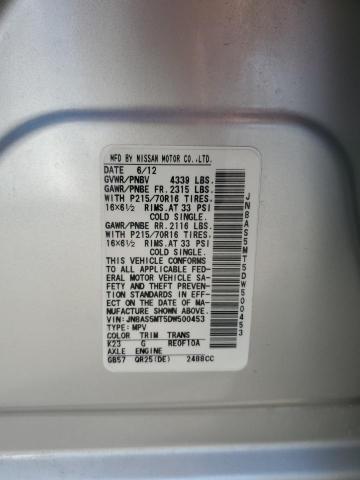 MFD BY NISSAN MOTOR CO.,LTD.
DATE 6/12
GVWR/PNBV 4339 LBS.
GAWR/PNBE FR. 2315 LBS.
WITH P215/70R16 TIRES.
16×6½ RIMS. AT 33 PSI
COLD SINGLE.
GAWR/PNBE RR. 2116 LBS.
WITH P215/70R16 TIRES.
16×6½ RIMS. AT 33 PSI
COLD SINGLE.
THIS VEHICLE CONFORMS TO
ALL APPLICABLE FED-
ERAL MOTOR VEHICLE SA-
FETY AND THEFT PRE-
VENTION STANDARDS IN EFF-
ECT ON THE DATE OF MA-
NUFACTURE SHOWN ABOVE.
VIN: JN8AS5MT5DW500453
TYPE: MPV
COLOR TRIM TRANS
K23 G RE0F10A
AXLE ENGINE
GB57 QR25(DE) 2488CC
JN8AS5MT5DW500453